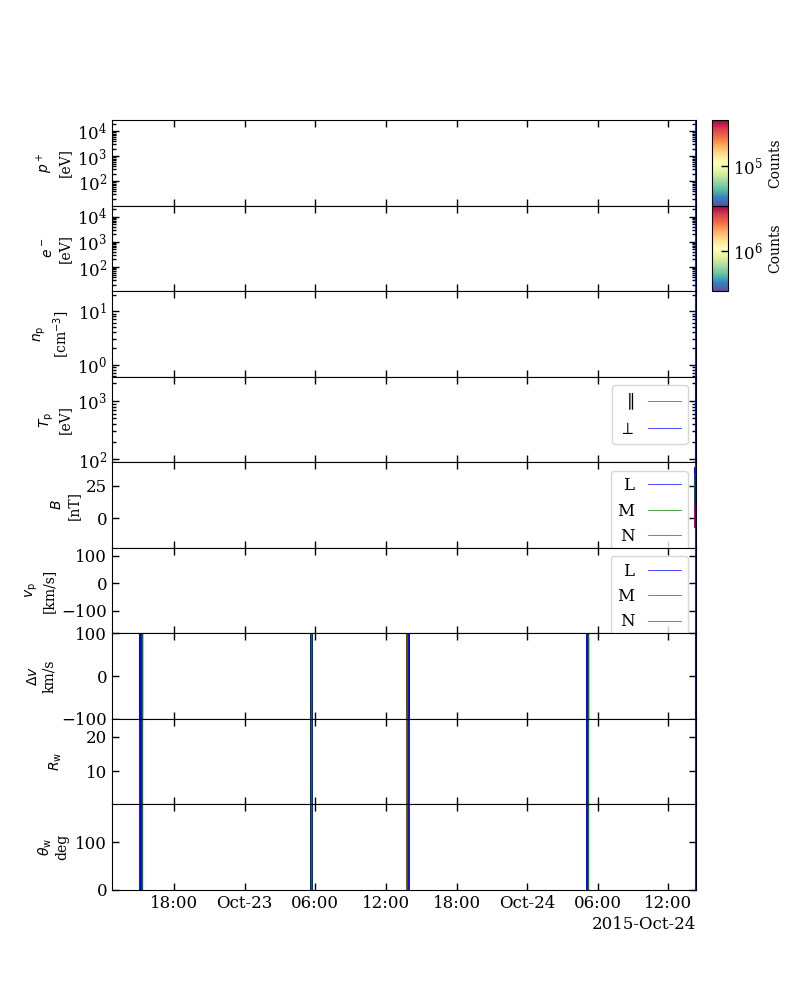 10⁴
10³
10²
p⁺
[eV]
10⁵
Counts
10⁴
10³
10²
e⁻
[eV]
10⁶
Counts
10¹
10⁰
nₚ
[cm⁻³]
10³
10²
Tₚ
[eV]
∥
⊥
25
0
B
[nT]
L
M
N
100
0
−100
vₚ
[km/s]
L
M
N
100
0
−100
Δv
km/s
20
10
R_w
100
0
θ_w
deg
18:00 Oct-23 06:00 12:00 18:00 Oct-24 06:00 12:00
2015-Oct-24